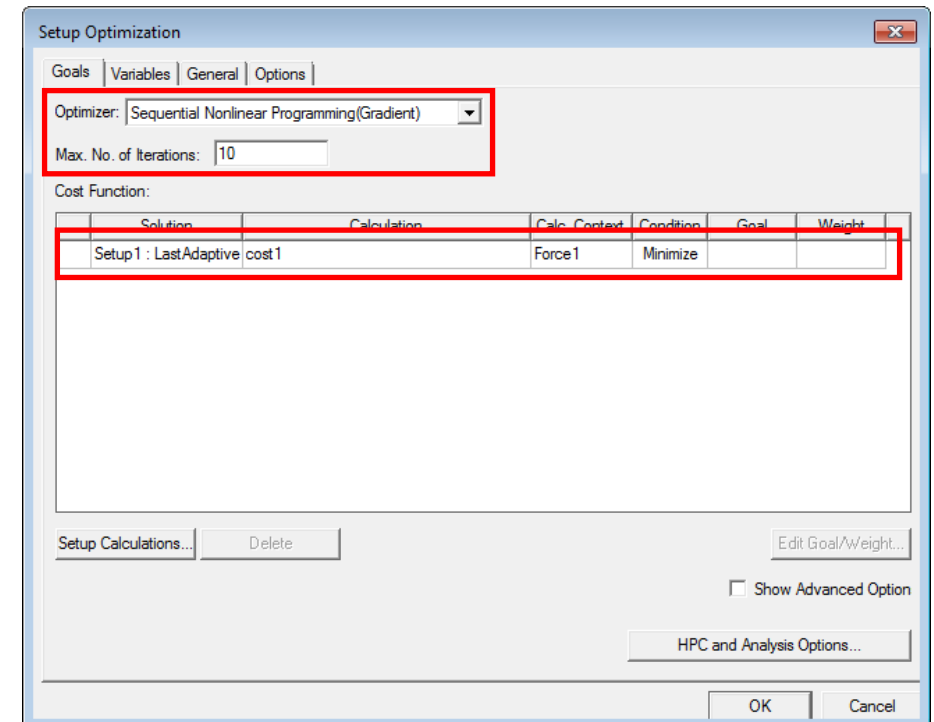 Setup Optimization
Goals Variables General Options
Optimizer: Sequential Nonlinear Programming(Gradient)
Max. No. of Iterations: 10
Cost Function:
Solution Calculation Calc. Context Condition Goal Weight
Setup1 : LastAdaptive cost1 Force1 Minimize
Setup Calculations... Delete Edit Goal/Weight...
Show Advanced Option
HPC and Analysis Options...
OK Cancel